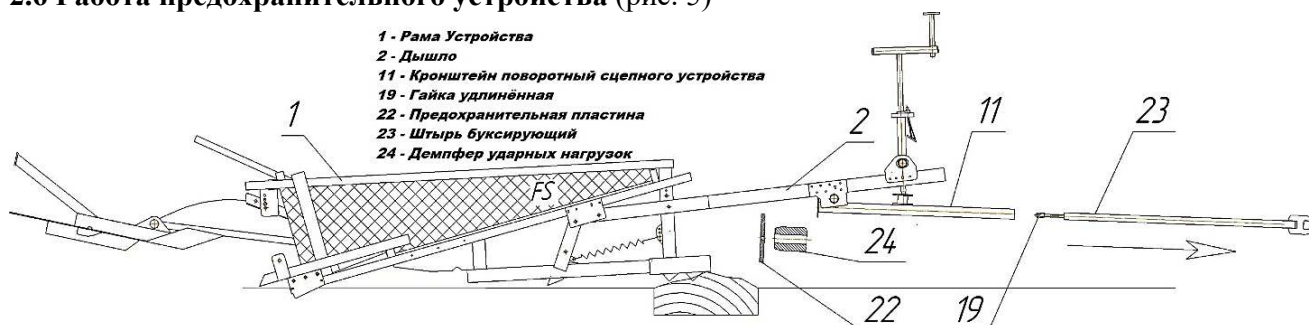 2.6 Работа предохранительного устройства (рис. 5)
1 - Рама Устройства
2 - Дышло
11 - Кронштейн поворотный сцепного устройства
19 - Гайка удлинённая
22 - Предохранительная пластина
23 - Штырь буксирующий
24 - Демпфер ударных нагрузок
1
2
11
23
FS
24
22
19